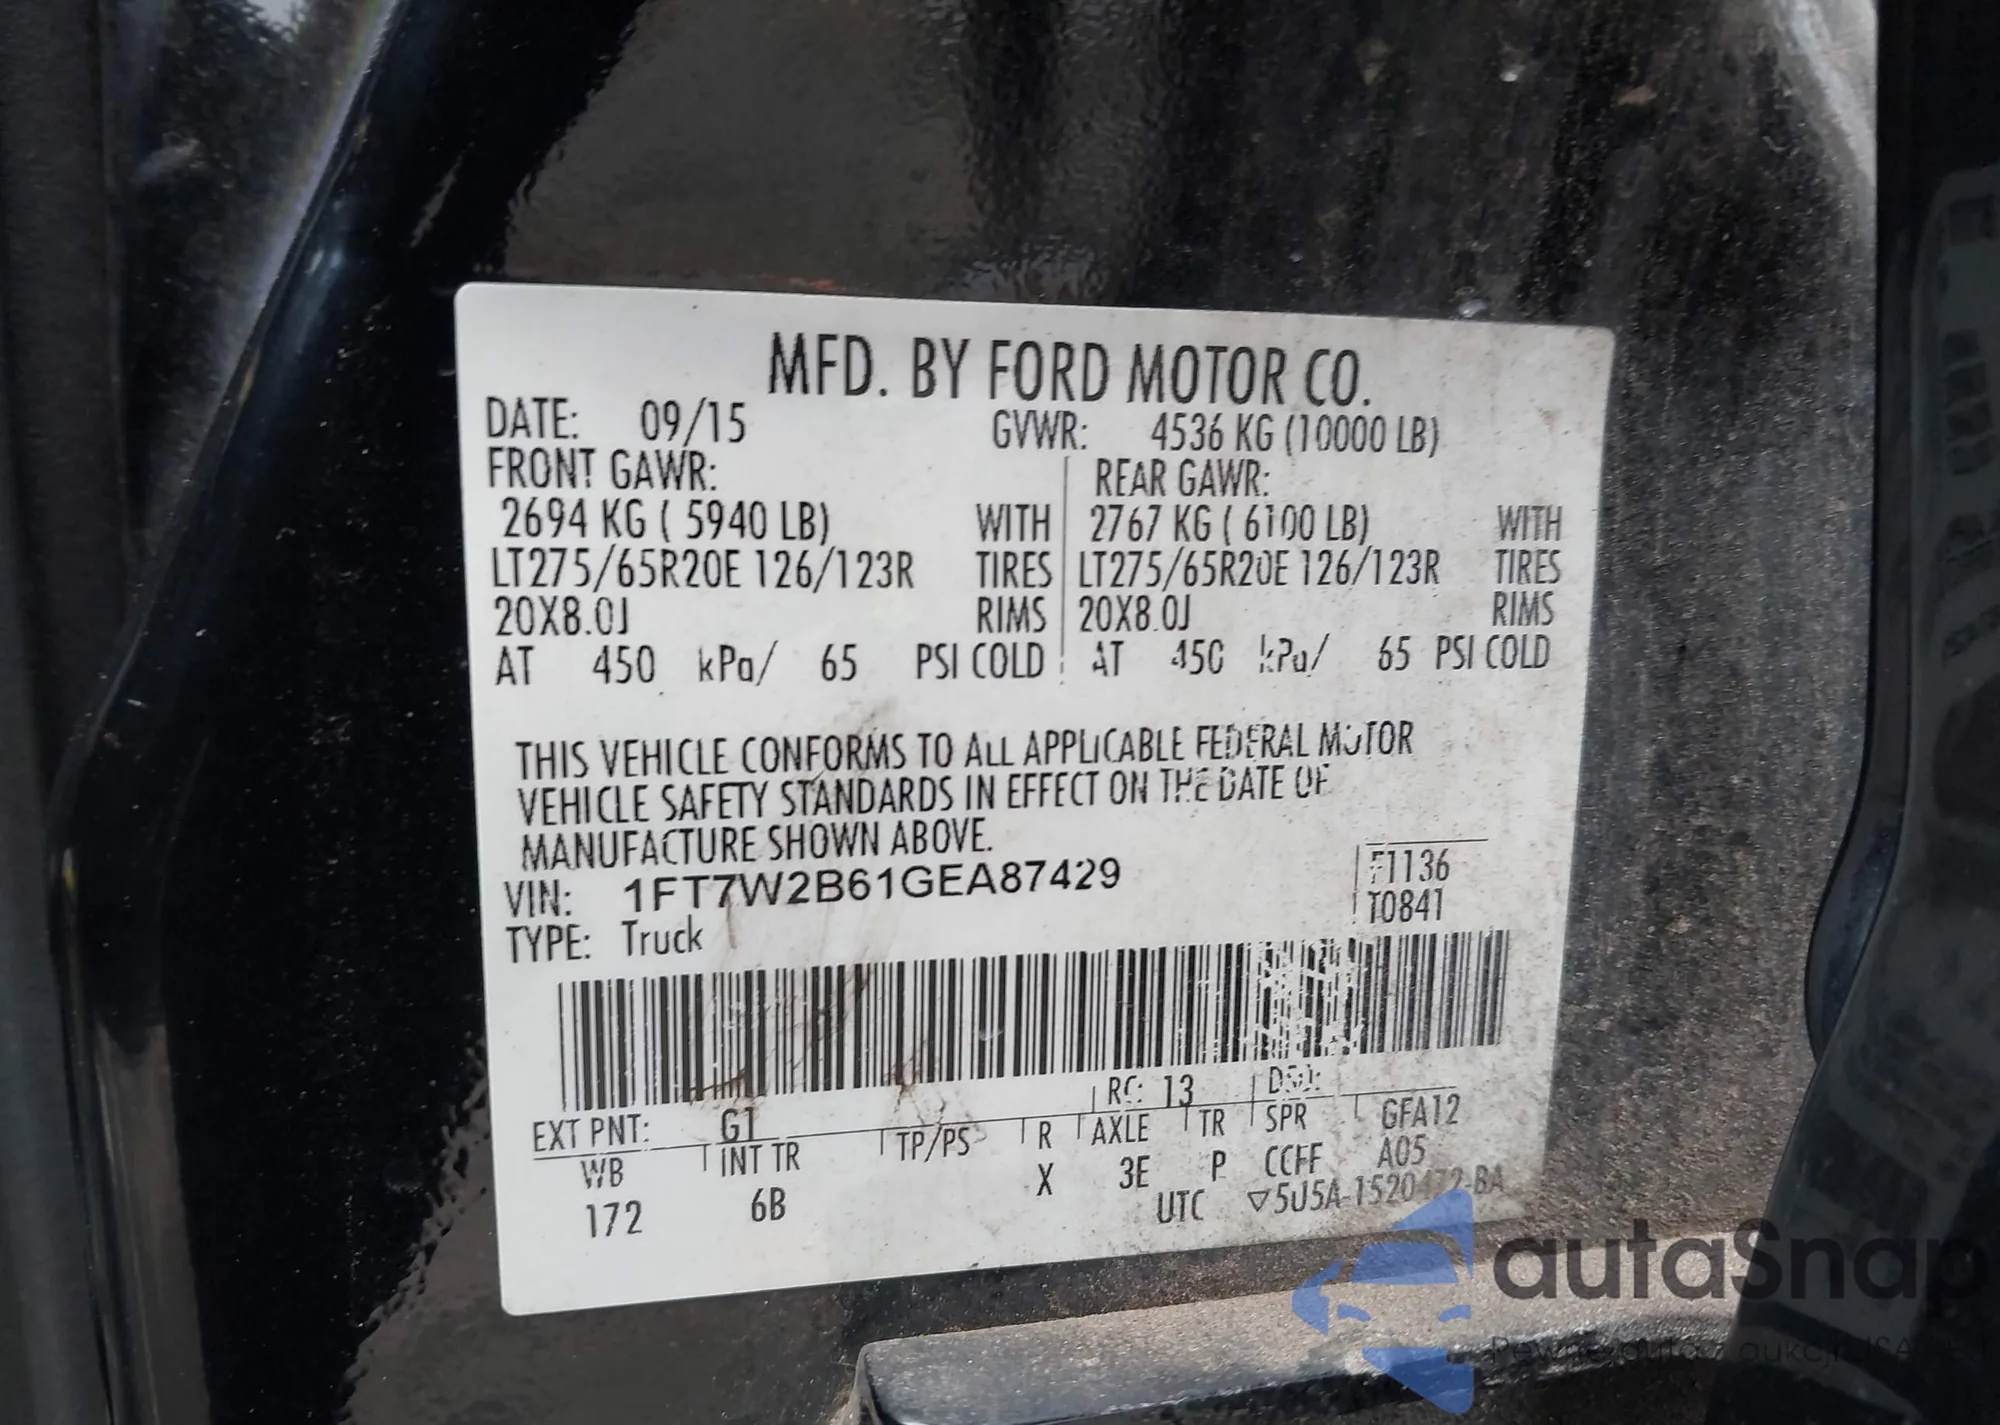 MFD. BY FORD MOTOR CO.
DATE: 09/15 GVWR: 4536 KG (10000 LB)
FRONT GAWR: REAR GAWR:
2694 KG ( 5940 LB) WITH 2767 KG ( 6100 LB) WITH
LT275/65R20E 126/123R TIRES LT275/65R20E 126/123R TIRES
20X8.0J RIMS 20X8.0J RIMS
AT 450 kPa/ 65 PSI COLD AT 450 kPa/ 65 PSI COLD
THIS VEHICLE CONFORMS TO ALL APPLICABLE FEDERAL MOTOR
VEHICLE SAFETY STANDARDS IN EFFECT ON THE DATE OF
MANUFACTURE SHOWN ABOVE.
VIN: 1FT7W2B61GEA87429 F1136
TYPE: Truck T0841
RC: 13 DSO:
EXT PNT: G1
WB INT TR TP/PS R AXLE TR SPR GFA12
172 6B X 3E P CCFF A05
UTC ▽5U5A-1520472-BA
autaSnap